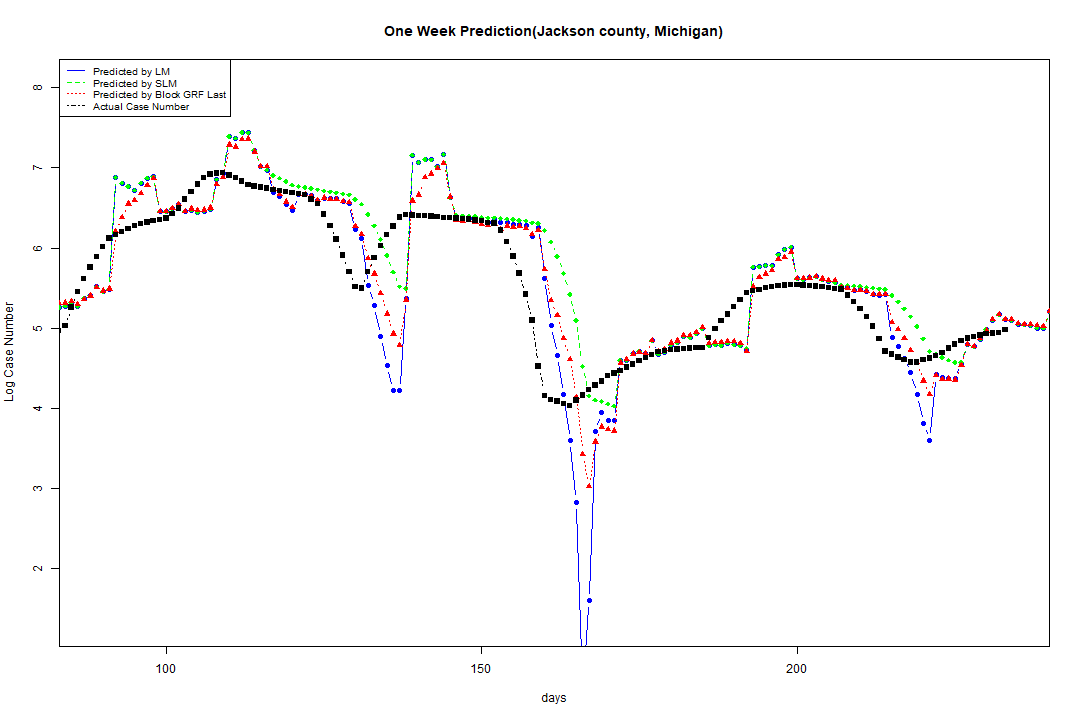 One Week Prediction(Jackson county, Michigan)
Predicted by LM
Predicted by SLM
Predicted by Block GRF Last
Actual Case Number
8
7
6
5
4
3
2
Log Case Number
100
150
200
days